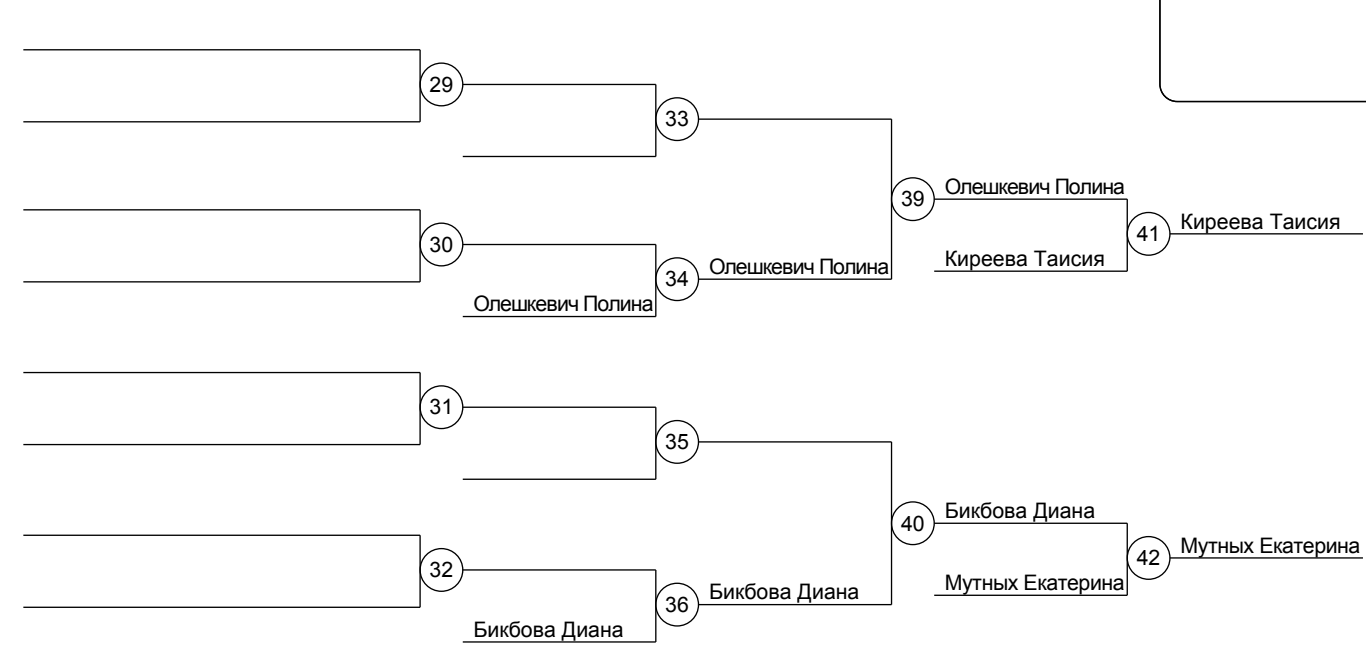 29
33
39
Олешкевич Полина
41
Киреева Таисия
30
Киреева Таисия
34
Олешкевич Полина
Олешкевич Полина
31
35
40
Бикбова Диана
42
Мутных Екатерина
32
Мутных Екатерина
36
Бикбова Диана
Бикбова Диана